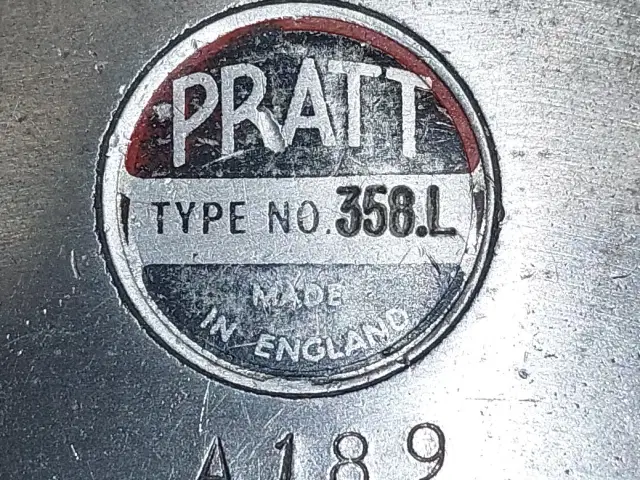 PRATT
TYPE NO. 358.L
MADE
IN ENGLAND
A189